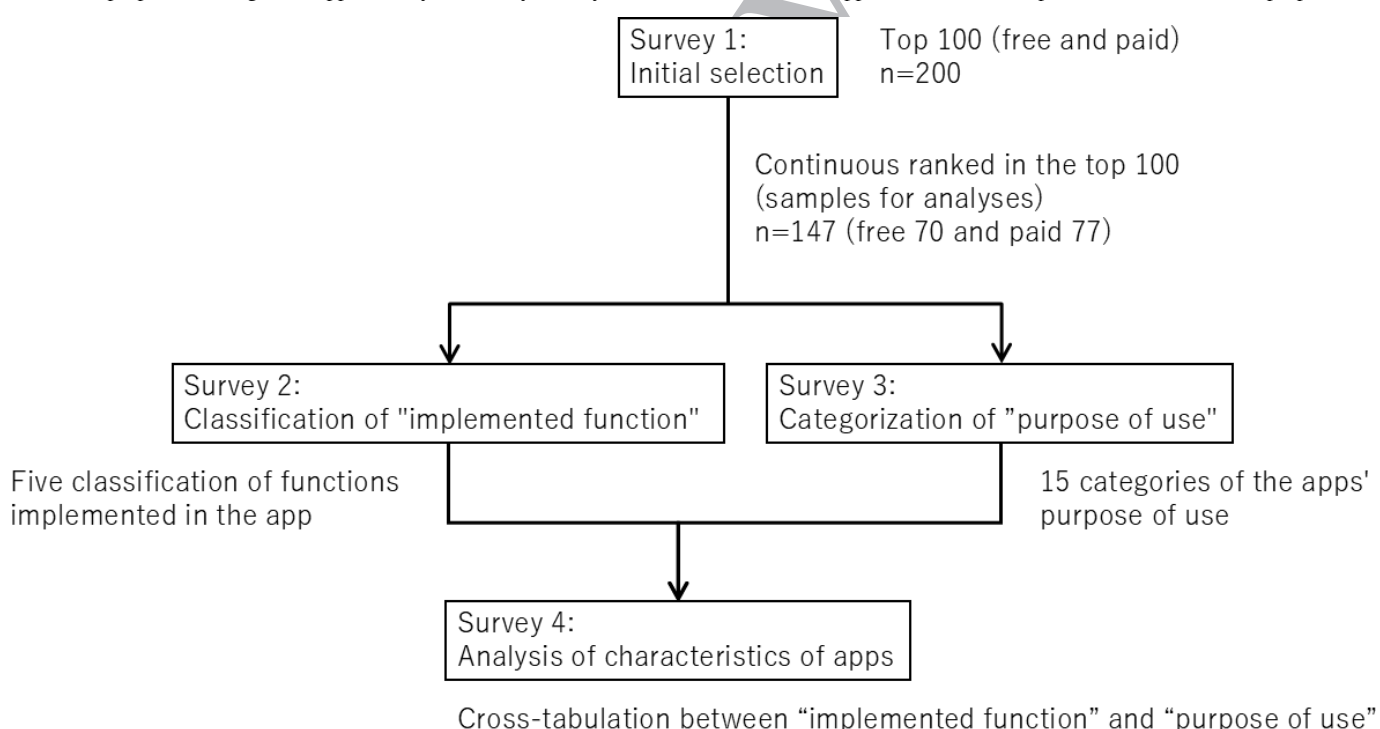 Survey 1:
Initial selection
Top 100 (free and paid)
n=200
Continuous ranked in the top 100
(samples for analyses)
n=147 (free 70 and paid 77)
Survey 2:
Classification of "implemented function"
Survey 3:
Categorization of ”purpose of use"
Five classification of functions
implemented in the app
15 categories of the apps'
purpose of use
Survey 4:
Analysis of characteristics of apps
Cross-tabulation between “implemented function” and “purpose of use”